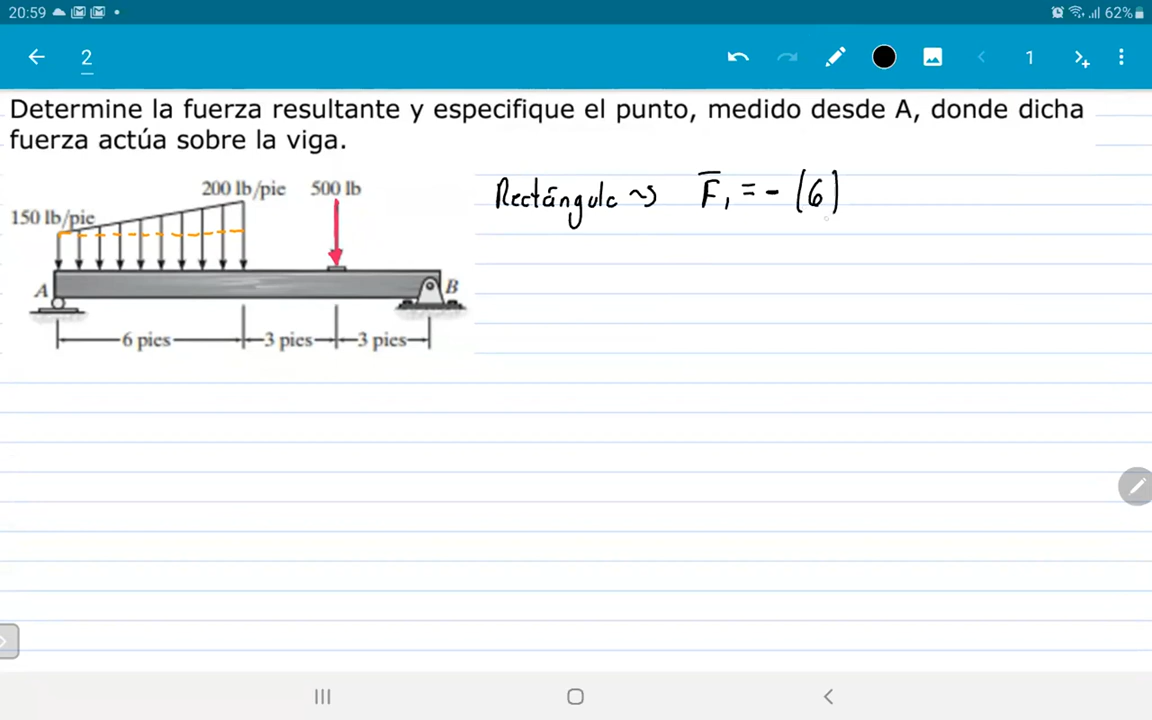 20:59 62%
2 1
Determine la fuerza resultante y especifique el punto, medido desde A, donde dicha
fuerza actúa sobre la viga.
200 lb/pie 500 lb
150 lb/pie
Rectángulo ⇝ F̅₁ = - (6)
A B
6 pies 3 pies 3 pies